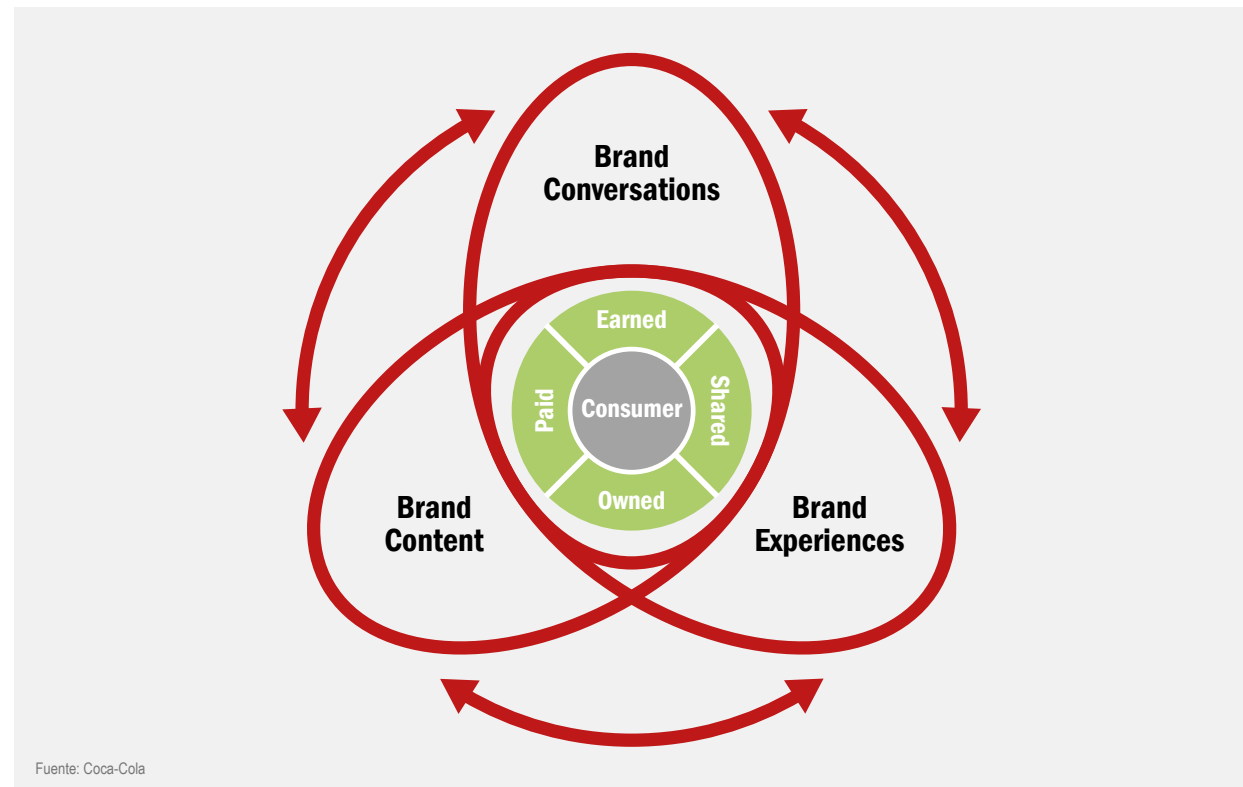 Brand
Conversations
Earned
Paid
Consumer
Shared
Owned
Brand
Content
Brand
Experiences
Fuente: Coca-Cola